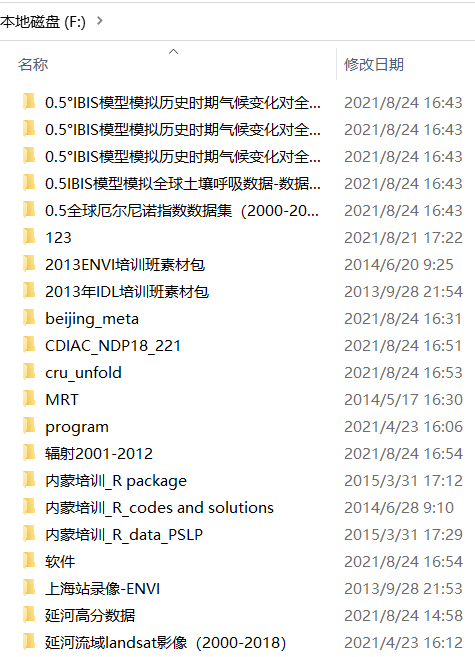 本地磁盘 (F:)
名称 修改日期
0.5°IBIS模型模拟历史时期气候变化对全... 2021/8/24 16:43
0.5°IBIS模型模拟历史时期气候变化对全... 2021/8/24 16:43
0.5°IBIS模型模拟历史时期气候变化对全... 2021/8/24 16:43
0.5IBIS模型模拟全球土壤呼吸数据-数据... 2021/8/24 16:43
0.5全球厄尔尼诺指数数据集（2000-20... 2021/8/24 16:43
123 2021/8/21 17:22
2013ENVI培训班素材包 2014/6/20 9:25
2013年IDL培训班素材包 2013/9/28 21:54
beijing_meta 2021/8/24 16:31
CDIAC_NDP18_221 2021/8/24 16:51
cru_unfold 2021/8/24 16:53
MRT 2014/5/17 16:30
program 2021/4/23 16:06
辐射2001-2012 2021/8/24 16:54
内蒙培训_R package 2015/3/31 17:12
内蒙培训_R_codes and solutions 2014/6/28 9:10
内蒙培训_R_data_PSLP 2015/3/31 17:29
软件 2021/8/24 16:54
上海站录像-ENVI 2013/9/28 21:53
延河高分数据 2021/8/24 14:58
延河流域landsat影像（2000-2018） 2021/4/23 16:12